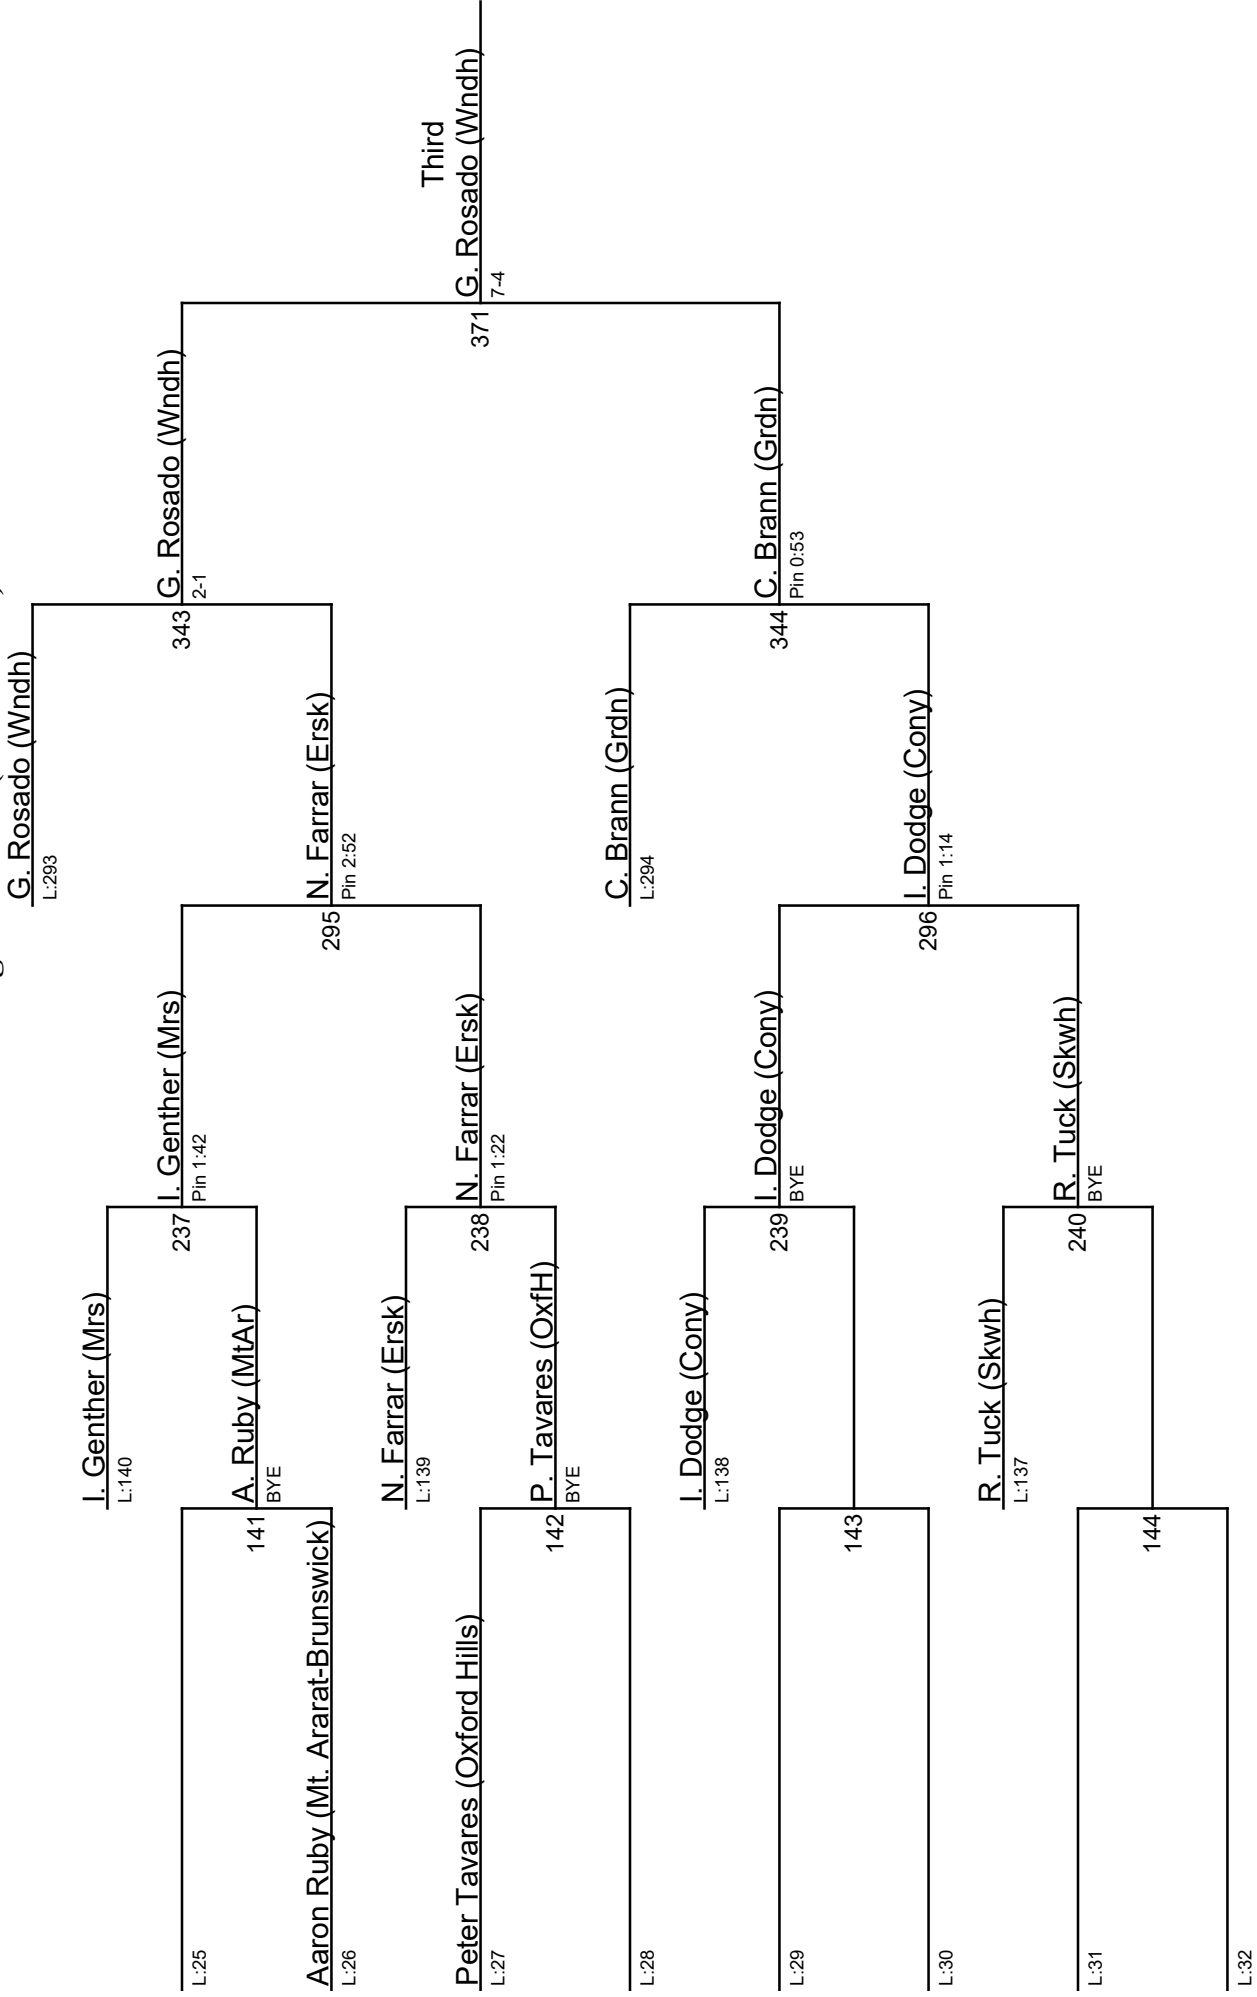 L:25
Aaron Ruby (Mt. Ararat-Brunswick)
L:26
Peter Tavares (Oxford Hills)
L:27
L:28
L:29
L:30
L:31
L:32
I. Genther (Mrs)
L:140
141
A. Ruby (MtAr)
BYE
N. Farrar (Ersk)
L:139
142
P. Tavares (OxfH)
BYE
I. Dodge (Cony)
L:138
143
R. Tuck (Skwh)
L:137
144
237
I. Genther (Mrs)
Pin 1:42
238
N. Farrar (Ersk)
Pin 1:22
239
I. Dodge (Cony)
BYE
240
R. Tuck (Skwh)
BYE
G. Rosado (Wndh)
L:293
295
N. Farrar (Ersk)
Pin 2:52
C. Brann (Grdn)
L:294
296
I. Dodge (Cony)
Pin 1:14
343
G. Rosado (Wndh)
2-1
344
C. Brann (Grdn)
Pin 0:53
Third
371
G. Rosado (Wndh)
7-4